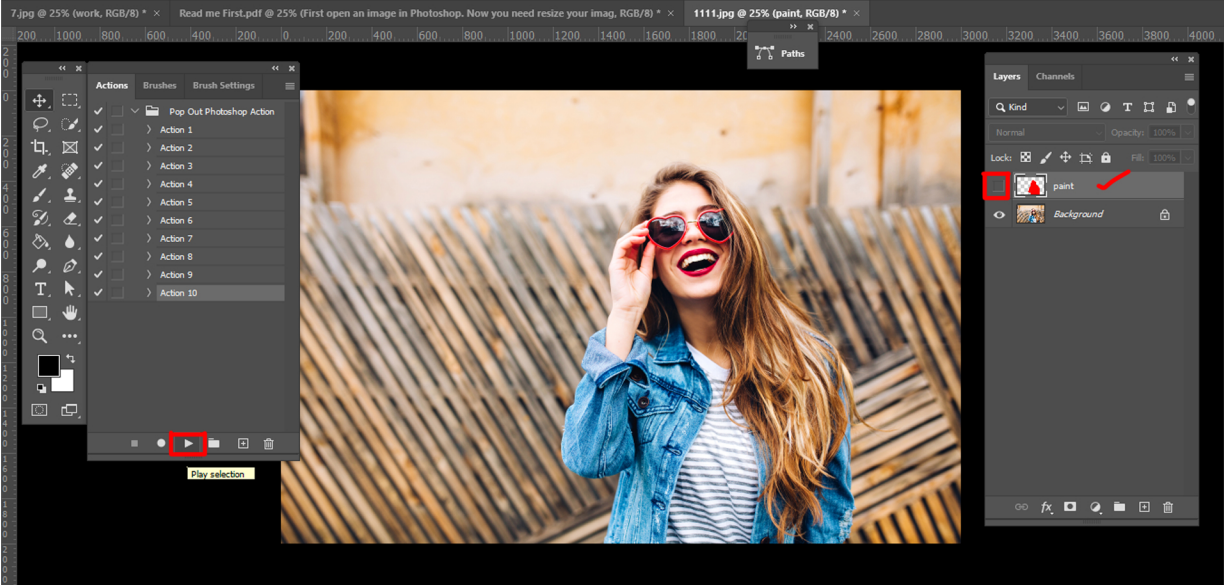 7.jpg @ 25% (work, RGB/8) * ×
Read me First.pdf @ 25% (First open an image in Photoshop. Now you need resize your imag, RGB/8) * ×
1111.jpg @ 25% (paint, RGB/8) * ×
200 1000 800 600 400 200 0 200 400 600 800 1000 1200 1400 1600 1800 2400 2600 2800 3000 3200 3400 3600 3800 4000
Paths
Actions Brushes Brush Settings
Pop Out Photoshop Action
Action 1
Action 2
Action 3
Action 4
Action 5
Action 6
Action 7
Action 8
Action 9
Action 10
Play selection
Layers Channels
Kind
Normal Opacity: 100%
Lock: Fill: 100%
paint
Background
fx